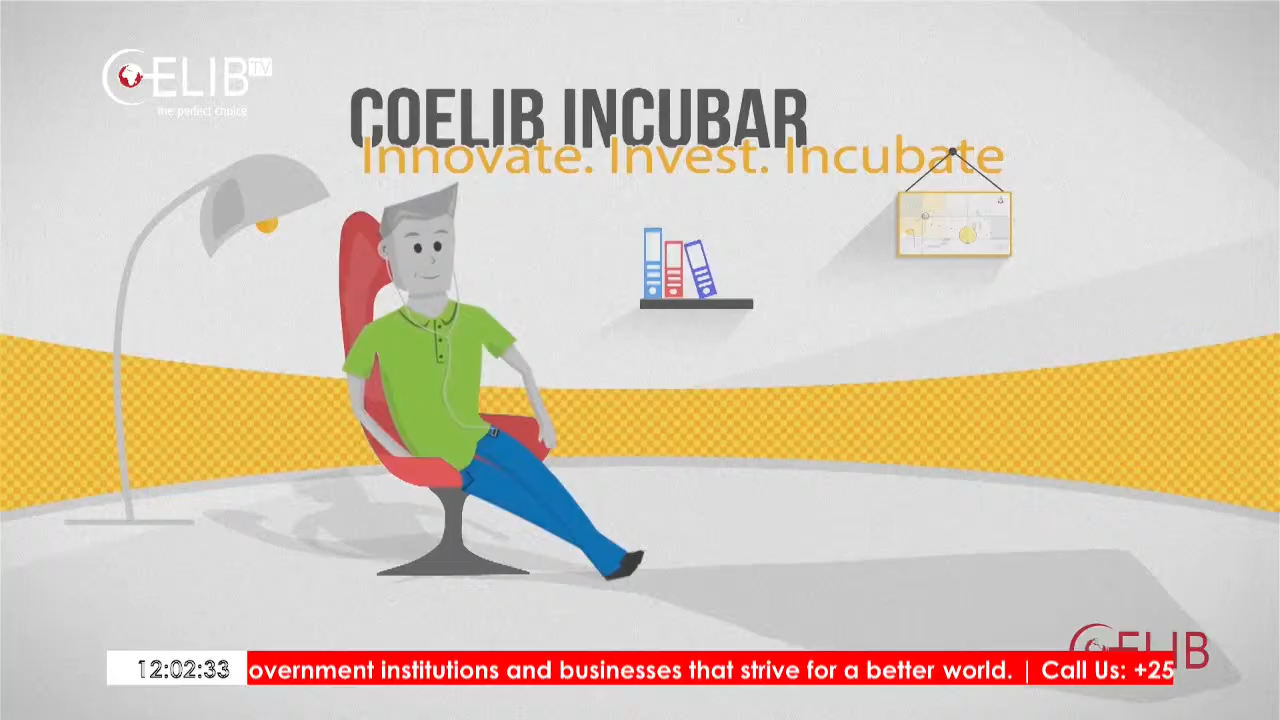 CELIB TV
the perfect choice
COELIB INCUBAR
Innovate. Invest. Incubate
CELIB
12:02:33
overnment institutions and businesses that strive for a better world. | Call Us: +25